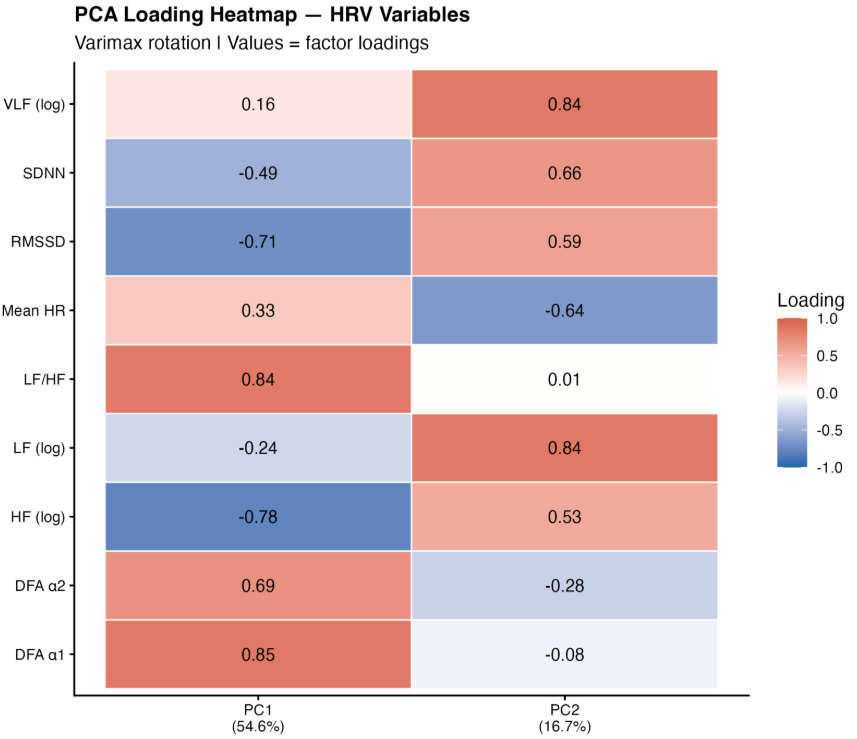 PCA Loading Heatmap — HRV Variables
Varimax rotation | Values = factor loadings
VLF (log) 0.16 0.84
SDNN -0.49 0.66
RMSSD -0.71 0.59
Mean HR 0.33 -0.64
LF/HF 0.84 0.01
LF (log) -0.24 0.84
HF (log) -0.78 0.53
DFA α2 0.69 -0.28
DFA α1 0.85 -0.08
PC1 PC2
(54.6%) (16.7%)
Loading
1.0
0.5
0.0
-0.5
-1.0